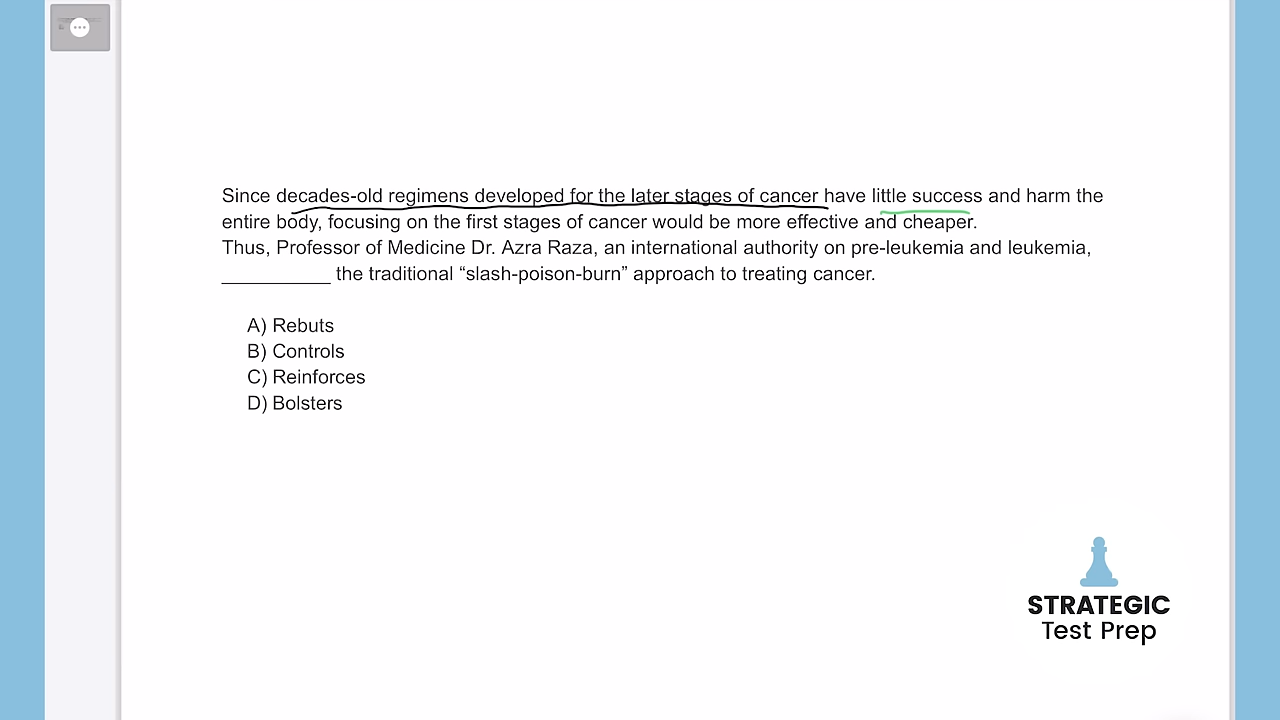 Since decades-old regimens developed for the later stages of cancer have little success and harm the
entire body, focusing on the first stages of cancer would be more effective and cheaper.
Thus, Professor of Medicine Dr. Azra Raza, an international authority on pre-leukemia and leukemia,
___________ the traditional “slash-poison-burn” approach to treating cancer.
A) Rebuts
B) Controls
C) Reinforces
D) Bolsters
STRATEGIC
Test Prep